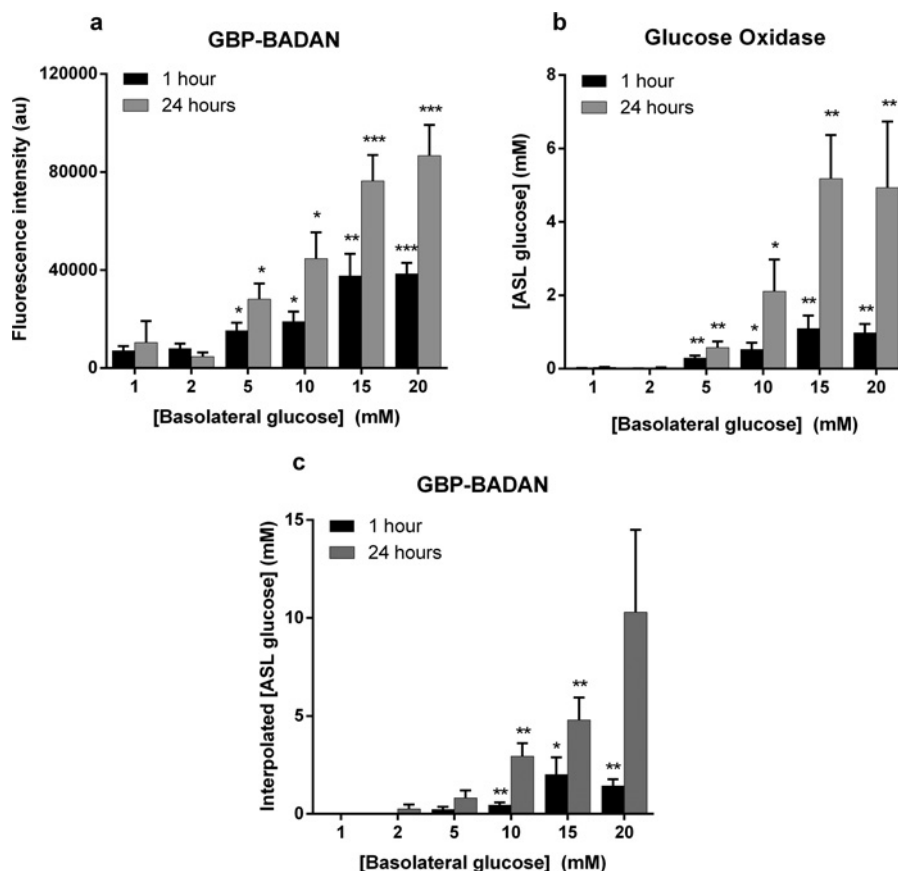 a
GBP-BADAN
1 hour
24 hours
Fluorescence intensity (au)
120000
80000
40000
0
*
*
*
*
**
***
***
***
1 2 5 10 15 20
[Basolateral glucose] (mM)
b
Glucose Oxidase
1 hour
24 hours
[ASL glucose] (mM)
8
6
4
2
0
**
**
*
*
**
**
**
**
1 2 5 10 15 20
[Basolateral glucose] (mM)
c
GBP-BADAN
1 hour
24 hours
Interpolated [ASL glucose] (mM)
15
10
5
0
**
**
*
**
**
1 2 5 10 15 20
[Basolateral glucose] (mM)